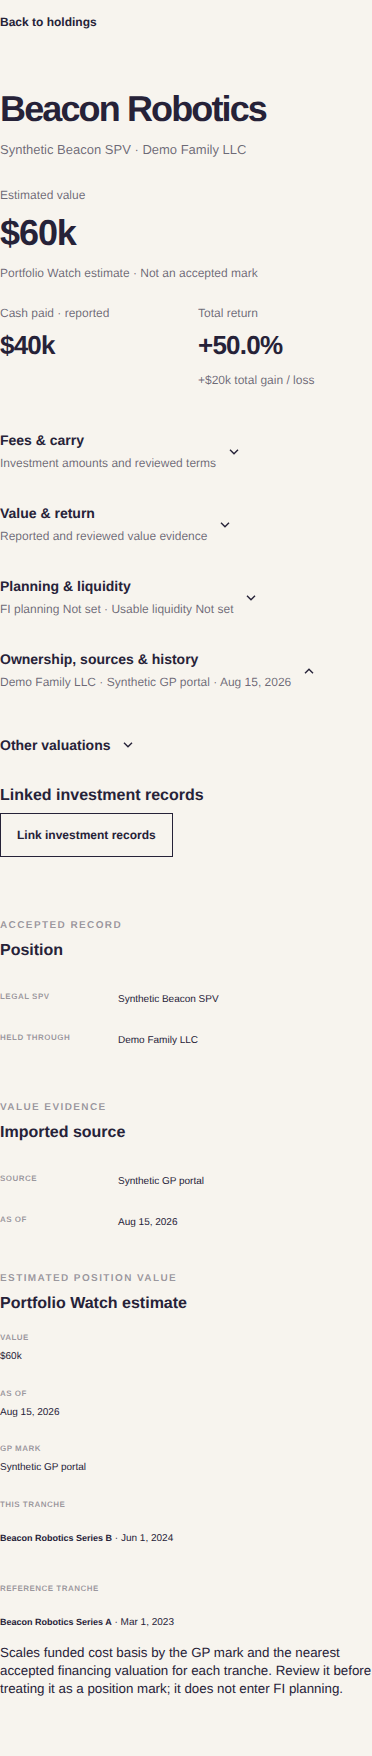 Back to holdings
Beacon Robotics
Synthetic Beacon SPV · Demo Family LLC
Estimated value
$60k
Portfolio Watch estimate · Not an accepted mark
Cash paid · reported
$40k
Total return
+50.0%
+$20k total gain / loss
Fees & carry
Investment amounts and reviewed terms
Value & return
Reported and reviewed value evidence
Planning & liquidity
FI planning Not set · Usable liquidity Not set
Ownership, sources & history
Demo Family LLC · Synthetic GP portal · Aug 15, 2026
Other valuations
Linked investment records
Link investment records
ACCEPTED RECORD
Position
LEGAL SPV
Synthetic Beacon SPV
HELD THROUGH
Demo Family LLC
VALUE EVIDENCE
Imported source
SOURCE
Synthetic GP portal
AS OF
Aug 15, 2026
ESTIMATED POSITION VALUE
Portfolio Watch estimate
VALUE
$60k
AS OF
Aug 15, 2026
GP MARK
Synthetic GP portal
THIS TRANCHE
Beacon Robotics Series B · Jun 1, 2024
REFERENCE TRANCHE
Beacon Robotics Series A · Mar 1, 2023
Scales funded cost basis by the GP mark and the nearest
accepted financing valuation for each tranche. Review it before
treating it as a position mark; it does not enter FI planning.